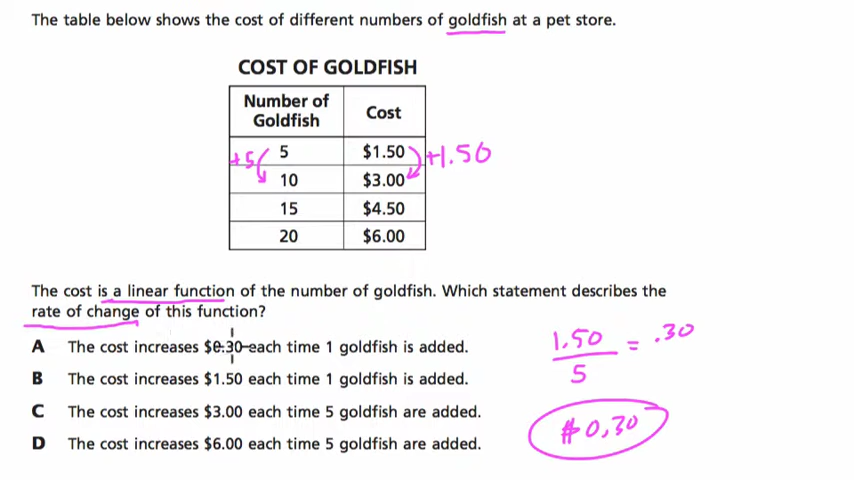 The table below shows the cost of different numbers of goldfish at a pet store.
COST OF GOLDFISH
Number of
Goldfish
Cost
+5 5 $1.50 +1.50
10 $3.00
15 $4.50
20 $6.00
The cost is a linear function of the number of goldfish. Which statement describes the
rate of change of this function?
A The cost increases $0.30 each time 1 goldfish is added.
B The cost increases $1.50 each time 1 goldfish is added.
C The cost increases $3.00 each time 5 goldfish are added.
D The cost increases $6.00 each time 5 goldfish are added.
1.50 = .30
5
$0.30